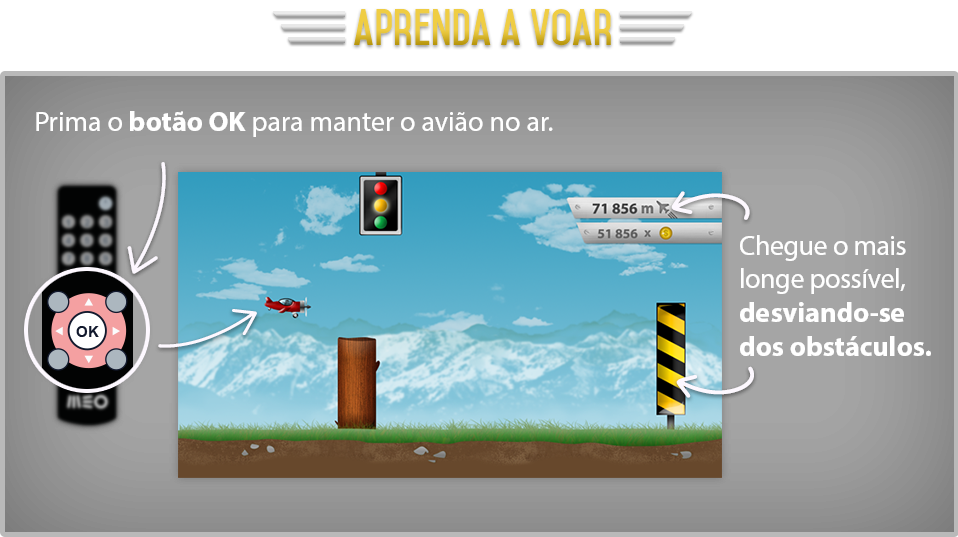 APRENDA A VOAR
Prima o botão OK para manter o avião no ar.
71 856 m
51 856 x
Chegue o mais
longe possível,
desviando-se
dos obstáculos.
OK
MEO